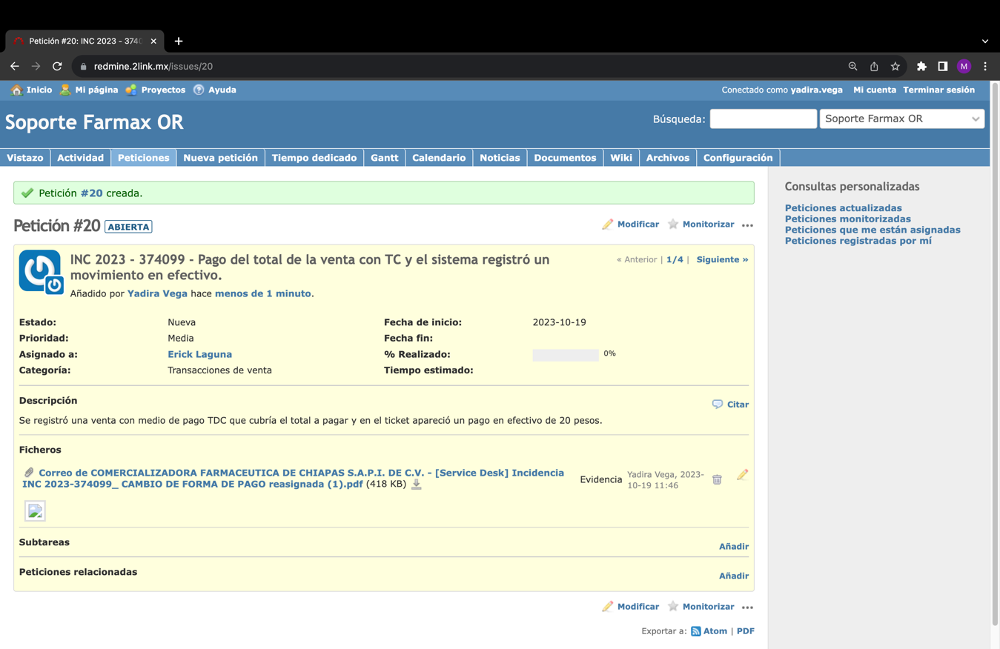 Petición #20: INC 2023 - 374
redmine.2link.mx/issues/20
M
Inicio Mi página Proyectos Ayuda
Conectado como yadira.vega Mi cuenta Terminar sesión
Soporte Farmax OR
Búsqueda: Soporte Farmax OR
Vistazo Actividad Peticiones Nueva petición Tiempo dedicado Gantt Calendario Noticias Documentos Wiki Archivos Configuración
Petición #20 creada.
Petición #20 ABIERTA
Modificar Monitorizar
INC 2023 - 374099 - Pago del total de la venta con TC y el sistema registró un
movimiento en efectivo.
« Anterior | 1/4 | Siguiente »
Añadido por Yadira Vega hace menos de 1 minuto.
Estado: Nueva Fecha de inicio: 2023-10-19
Prioridad: Media Fecha fin:
Asignado a: Erick Laguna % Realizado: 0%
Categoría: Transacciones de venta Tiempo estimado:
Descripción
Citar
Se registró una venta con medio de pago TDC que cubría el total a pagar y en el ticket apareció un pago en efectivo de 20 pesos.
Ficheros
Correo de COMERCIALIZADORA FARMACEUTICA DE CHIAPAS S.A.P.I. DE C.V. - [Service Desk] Incidencia
INC 2023-374099_ CAMBIO DE FORMA DE PAGO reasignada (1).pdf (418 KB)
Evidencia
Yadira Vega, 2023-
10-19 11:46
Subtareas
Añadir
Peticiones relacionadas
Añadir
Modificar Monitorizar
Exportar a: Atom | PDF
Consultas personalizadas
Peticiones actualizadas
Peticiones monitorizadas
Peticiones que me están asignadas
Peticiones registradas por mí